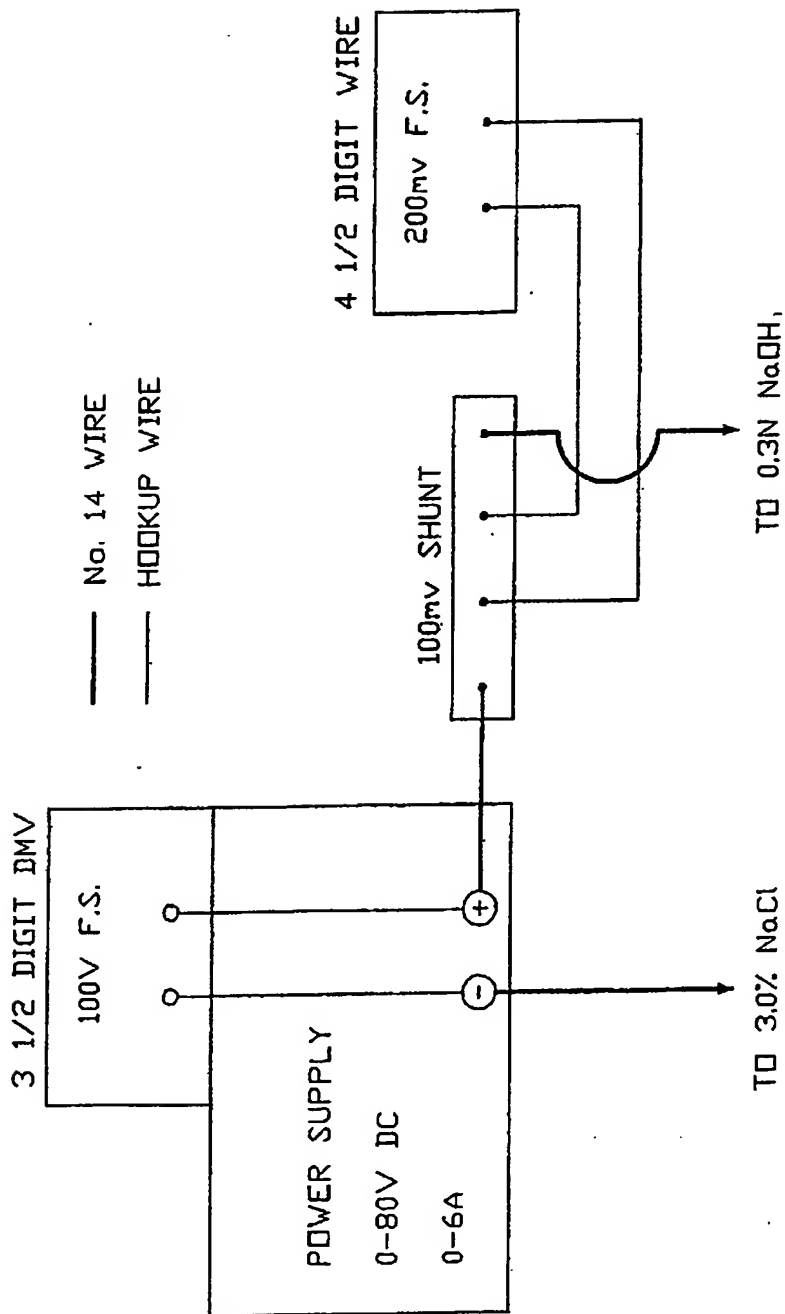 3 1/2 DIGIT DMV
100V F.S.
POWER SUPPLY
0-80V DC
0-6A
+
-
No. 14 WIRE
HOOKUP WIRE
100mv SHUNT
4 1/2 DIGIT WIRE
200mv F.S.
TO 3.0% NaCl
TO 0.3N NaOH,